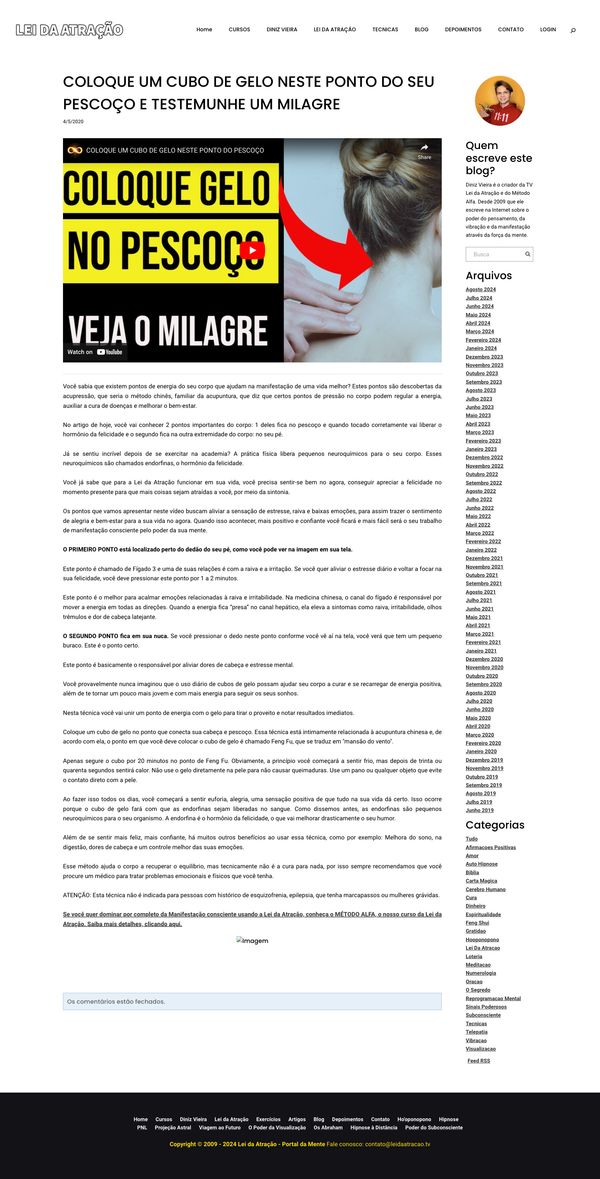 LEI DA ATRAÇÃO
Home CURSOS DINIZ VIEIRA LEI DA ATRAÇÃO TECNICAS BLOG DEPOIMENTOS CONTATO LOGIN
COLOQUE UM CUBO DE GELO NESTE PONTO DO SEU
PESCOÇO E TESTEMUNHE UM MILAGRE
4/5/2020
COLOQUE UM CUBO DE GELO NESTE PONTO DO PESCOÇO
Share
COLOQUE GELO
NO PESCOÇO
VEJA O MILAGRE
Watch on YouTube
Você sabia que existem pontos de energia do seu corpo que ajudam na manifestação de uma vida melhor? Estes pontos são descobertas da
acupressão, que seria o método chinês, familiar da acupuntura, que diz que certos pontos de pressão no corpo podem regular a energia,
auxiliar a cura de doenças e melhorar o bem-estar.
No artigo de hoje, você vai conhecer 2 pontos importantes do corpo: 1 deles fica no pescoço e quando tocado corretamente vai liberar o
hormônio da felicidade e o segundo fica na outra extremidade do corpo: no seu pé.
Já se sentiu incrível depois de se exercitar na academia? A prática física libera pequenos neuroquímicos para o seu corpo. Esses
neuroquímicos são chamados endorfinas, o hormônio da felicidade.
Você já sabe que para a Lei da Atração funcionar em sua vida, você precisa sentir-se bem no agora, conseguir apreciar a felicidade no
momento presente para que mais coisas sejam atraídas a você, por meio da sintonia.
Os pontos que vamos apresentar neste vídeo buscam aliviar a sensação de estresse, raiva e baixas emoções, para assim trazer o sentimento
de alegria e bem-estar para a sua vida no agora. Quando isso acontecer, mais positivo e confiante você ficará e mais fácil será o seu trabalho
de manifestação consciente pelo poder da sua mente.
O PRIMEIRO PONTO está localizado perto do dedão do seu pé, como você pode ver na imagem em sua tela.
Este ponto é chamado de Fígado 3 e uma de suas relações é com a raiva e a irritação. Se você quer aliviar o estresse diário e voltar a focar na
sua felicidade, você deve pressionar este ponto por 1 a 2 minutos.
Este ponto é o melhor para acalmar emoções relacionadas à raiva e irritabilidade. Na medicina chinesa, o canal do fígado é responsável por
mover a energia em todas as direções. Quando a energia fica "presa" no canal hepático, ela eleva a sintomas como raiva, irritabilidade, olhos
trêmulos e dor de cabeça latejante.
O SEGUNDO PONTO fica em sua nuca. Se você pressionar o dedo neste ponto conforme você vê aí na tela, você verá que tem um pequeno
buraco. Este é o ponto certo.
Este ponto é basicamente o responsável por aliviar dores de cabeça e estresse mental.
Você provavelmente nunca imaginou que o uso diário de cubos de gelo possam ajudar seu corpo a curar e se recarregar de energia positiva,
além de te tornar um pouco mais jovem e com mais energia para seguir os seus sonhos.
Nesta técnica você vai unir um ponto de energia com o gelo para tirar o proveito e notar resultados imediatos.
Coloque um cubo de gelo no ponto que conecta sua cabeça e pescoço. Essa técnica está intimamente relacionada à acupuntura chinesa e, de
acordo com ela, o ponto em que você deve colocar o cubo de gelo é chamado Feng Fu, que se traduz em "mansão do vento".
Apenas segure o cubo por 20 minutos no ponto de Feng Fu. Obviamente, a princípio você começará a sentir frio, mas depois de trinta ou
quarenta segundos sentirá calor. Não use o gelo diretamente na pele para não causar queimaduras. Use um pano ou qualquer objeto que evite
o contato direto com a pele.
Ao fazer isso todos os dias, você começará a sentir euforia, alegria, uma sensação positiva de que tudo na sua vida dá certo. Isso ocorre
porque o cubo de gelo fará com que as endorfinas sejam liberadas no sangue. Como dissemos antes, as endorfinas são pequenos
neuroquímicos para o seu organismo. A endorfina é o hormônio da felicidade, o que vai melhorar drasticamente o seu humor.
Além de se sentir mais feliz, mais confiante, há muitos outros benefícios ao usar essa técnica, como por exemplo: Melhora do sono, na
digestão, dores de cabeça e um controle melhor das suas emoções.
Esse método ajuda o corpo a recuperar o equilíbrio, mas tecnicamente não é a cura para nada, por isso sempre recomendamos que você
procure um médico para tratar problemas emocionais e físicos que você tenha.
ATENÇÃO: Esta técnica não é indicada para pessoas com histórico de esquizofrenia, epilepsia, que tenha marcapassos ou mulheres grávidas.
Se você quer dominar por completo da Manifestação consciente usando a Lei da Atração, conheça o MÉTODO ALFA, o nosso curso da Lei da
Atração. Saiba mais detalhes, clicando aqui.
Imagem
Os comentários estão fechados.
11:11
Quem
escreve este
blog?
Diniz Vieira é o criador da TV
Lei da Atração e do Método
Alfa. Desde 2009 que ele
escreve na Internet sobre o
poder do pensamento, da
vibração e da manifestação
através da força da mente.
Busca
Arquivos
Agosto 2024
Julho 2024
Junho 2024
Maio 2024
Abril 2024
Março 2024
Fevereiro 2024
Janeiro 2024
Dezembro 2023
Novembro 2023
Outubro 2023
Setembro 2023
Agosto 2023
Julho 2023
Junho 2023
Maio 2023
Abril 2023
Março 2023
Fevereiro 2023
Janeiro 2023
Dezembro 2022
Novembro 2022
Outubro 2022
Setembro 2022
Agosto 2022
Julho 2022
Junho 2022
Maio 2022
Abril 2022
Março 2022
Fevereiro 2022
Janeiro 2022
Dezembro 2021
Novembro 2021
Outubro 2021
Setembro 2021
Agosto 2021
Julho 2021
Junho 2021
Maio 2021
Abril 2021
Março 2021
Fevereiro 2021
Janeiro 2021
Dezembro 2020
Novembro 2020
Outubro 2020
Setembro 2020
Agosto 2020
Julho 2020
Junho 2020
Maio 2020
Abril 2020
Março 2020
Fevereiro 2020
Janeiro 2020
Dezembro 2019
Novembro 2019
Outubro 2019
Setembro 2019
Agosto 2019
Julho 2019
Junho 2019
Categorias
Tudo
Afirmacoes Positivas
Amor
Auto Hipnose
Biblia
Carta Magica
Cerebro Humano
Cura
Dinheiro
Espiritualidade
Feng Shui
Gratidao
Hooponopono
Lei Da Atracao
Loteria
Meditacao
Numerologia
Oracao
O Segredo
Reprogramacao Mental
Sinais Poderosos
Subconsciente
Tecnicas
Telepatia
Vibracao
Visualizacao
Feed RSS
Home Cursos Diniz Vieira Lei da Atração Exercícios Artigos Blog Depoimentos Contato Ho'oponopono Hipnose
PNL Projeção Astral Viagem ao Futuro O Poder da Visualização Os Abraham Hipnose à Distância Poder do Subconsciente
Copyright © 2009 - 2024 Lei da Atração - Portal da Mente Fale conosco: contato@leidaatracao.tv